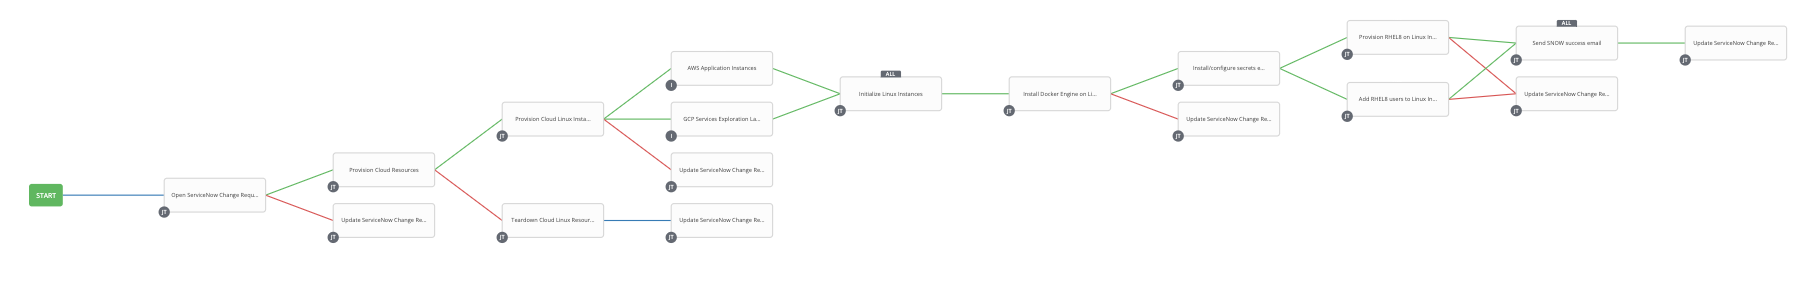 START
Open ServiceNow Change Requ...
JT
Provision Cloud Resources
JT
Update ServiceNow Change Re...
JT
Provision Cloud Linux Insta...
JT
Teardown Cloud Linux Resour...
JT
AWS Application Instances
I
GCP Services Exploration La...
I
Update ServiceNow Change Re...
JT
Update ServiceNow Change Re...
JT
ALL
Initialize Linux Instances
JT
Install Docker Engine on Li...
JT
Install/configure secrets e...
JT
Update ServiceNow Change Re...
JT
Provision RHEL8 on Linux In...
JT
Add RHEL8 users to Linux In...
JT
ALL
Send SNOW success email
JT
Update ServiceNow Change Re...
JT
Update ServiceNow Change Re...
JT